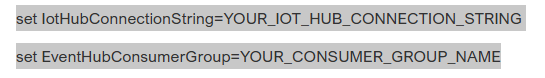 set IotHubConnectionString=YOUR_IOT_HUB_CONNECTION_STRING
set EventHubConsumerGroup=YOUR_CONSUMER_GROUP_NAME